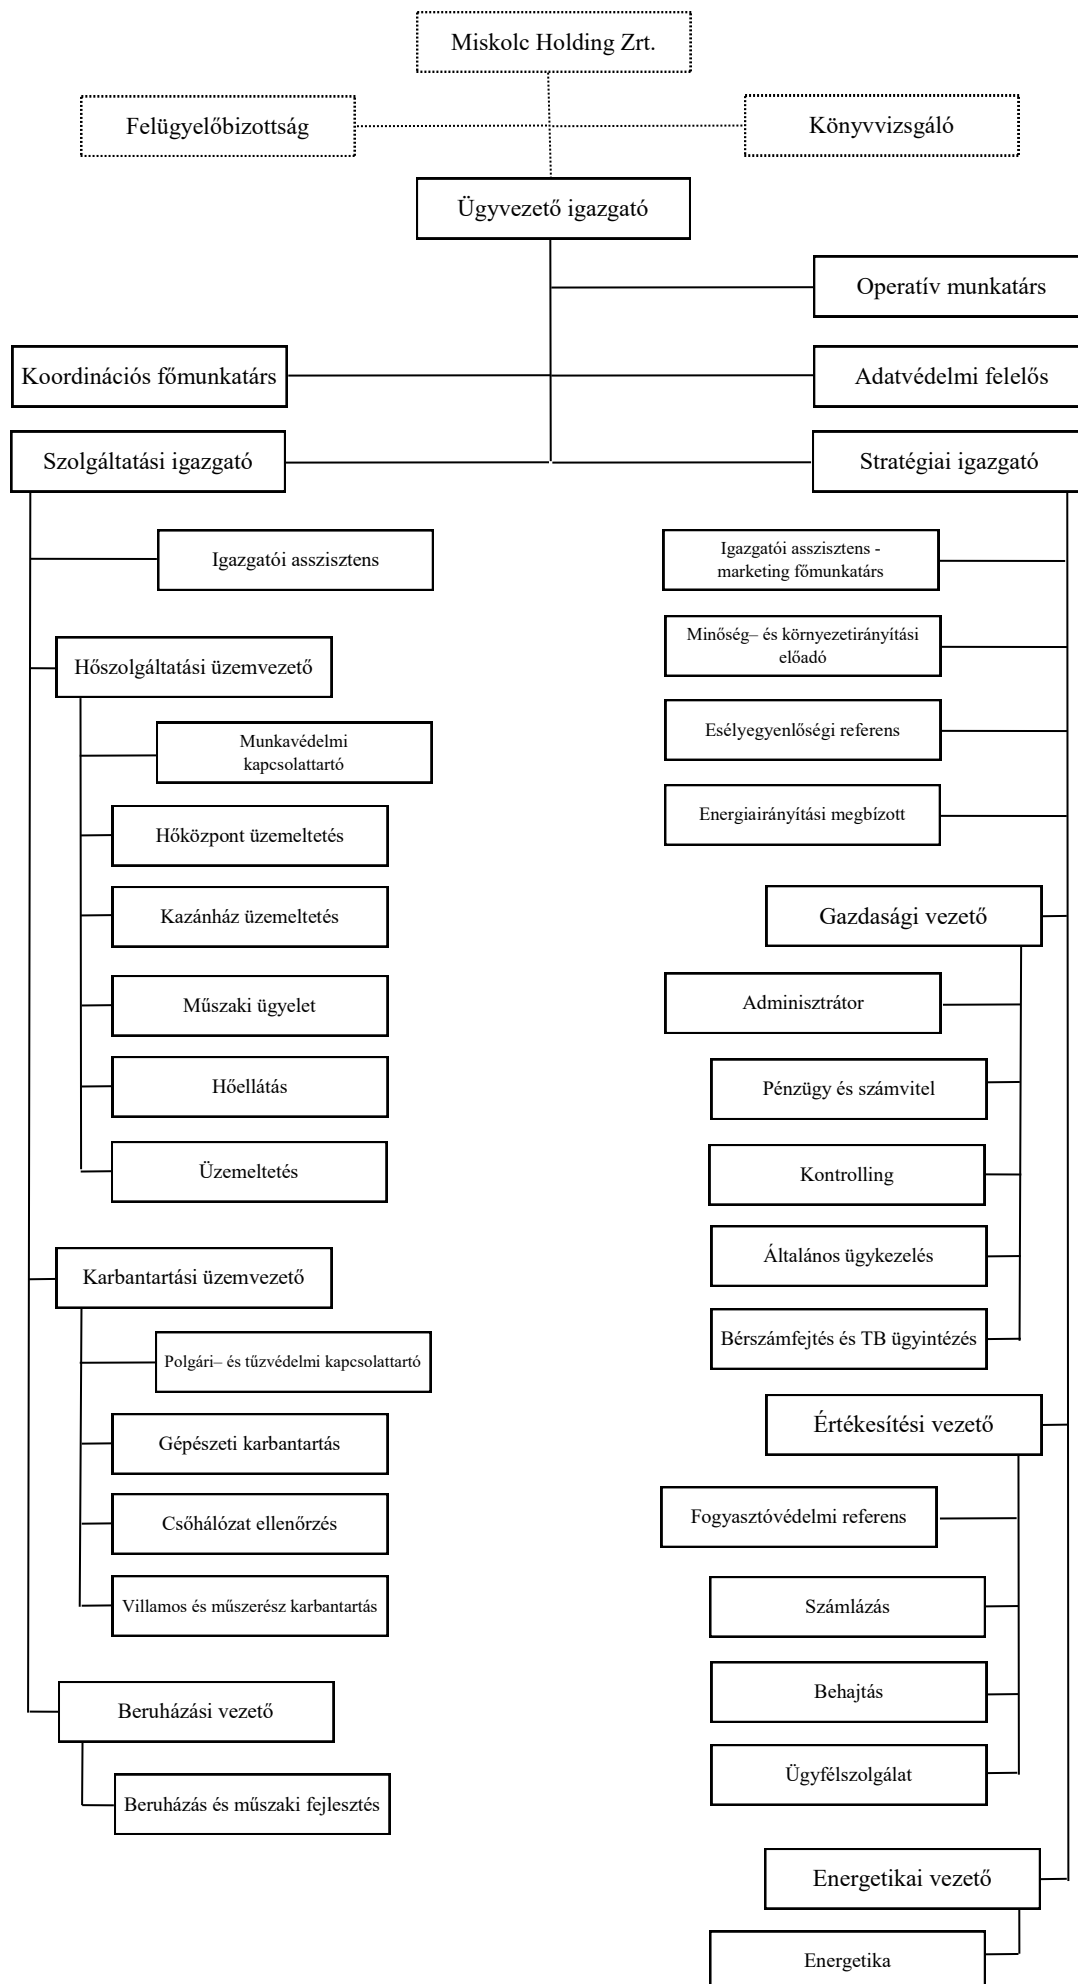 Miskolc Holding Zrt.
Felügyelőbizottság
Könyvvizsgáló
Ügyvezető igazgató
Operatív munkatárs
Koordinációs főmunkatárs
Adatvédelmi felelős
Szolgáltatási igazgató
Stratégiai igazgató
Igazgatói asszisztens
Hőszolgáltatási üzemvezető
Munkavédelmi
kapcsolattartó
Hőközpont üzemeltetés
Kazánház üzemeltetés
Műszaki ügyelet
Hőellátás
Üzemeltetés
Karbantartási üzemvezető
Polgári– és tűzvédelmi kapcsolattartó
Gépészeti karbantartás
Csőhálózat ellenőrzés
Villamos és műszerész karbantartás
Beruházási vezető
Beruházás és műszaki fejlesztés
Igazgatói asszisztens -
marketing főmunkatárs
Minőség– és környezetirányítási
előadó
Esélyegyenlőségi referens
Energiairányítási megbízott
Gazdasági vezető
Adminisztrátor
Pénzügy és számvitel
Kontrolling
Általános ügykezelés
Bérszámfejtés és TB ügyintézés
Értékesítési vezető
Fogyasztóvédelmi referens
Számlázás
Behajtás
Ügyfélszolgálat
Energetikai vezető
Energetika